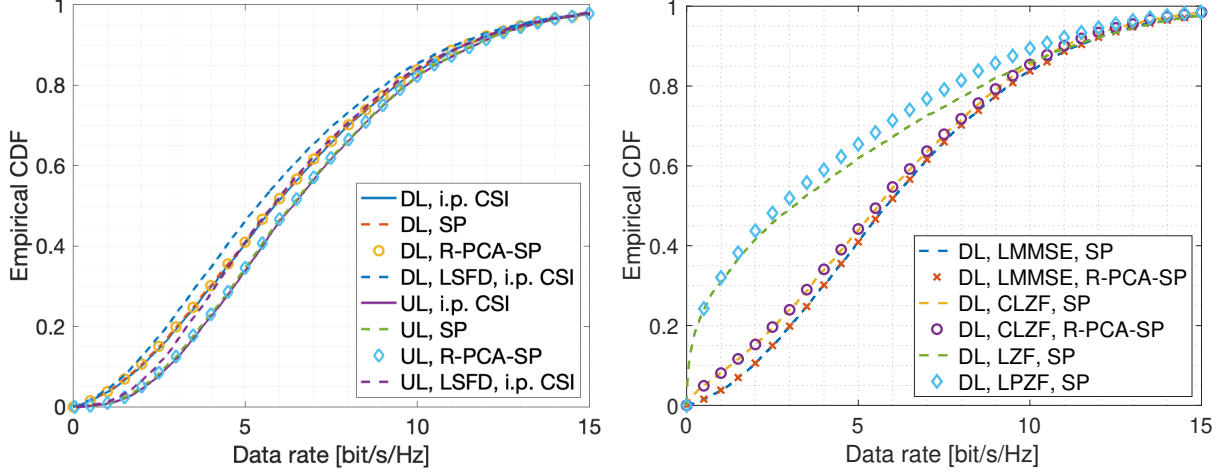 1
0.8
0.6
0.4
0.2
0
Empirical CDF
0
5
10
15
Data rate [bit/s/Hz]
DL, i.p. CSI
DL, SP
DL, R-PCA-SP
DL, LSFD, i.p. CSI
UL, i.p. CSI
UL, SP
UL, R-PCA-SP
UL, LSFD, i.p. CSI
1
0.8
0.6
0.4
0.2
0
Empirical CDF
0
5
10
15
Data rate [bit/s/Hz]
DL, LMMSE, SP
DL, LMMSE, R-PCA-SP
DL, CLZF, SP
DL, CLZF, R-PCA-SP
DL, LZF, SP
DL, LPZF, SP